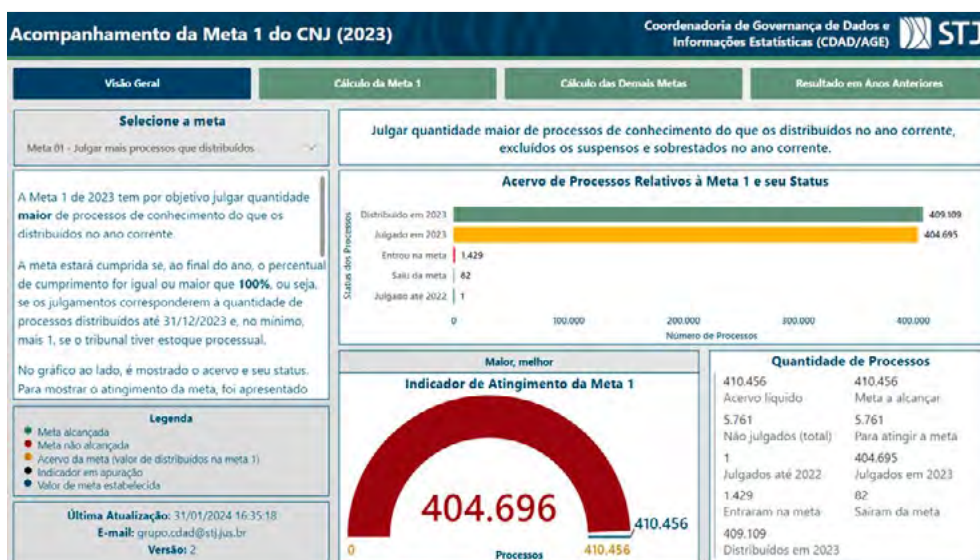 Acompanhamento da Meta 1 do CNJ (2023)
Coordenadoria de Governança de Dados e
Informações Estatísticas (CDAD/AGE)
STJ
Visão Geral
Cálculo da Meta 1
Cálculo das Demais Metas
Resultado em Anos Anteriores
Selecione a meta
Meta 01 - Julgar mais processos que distribuídos
Julgar quantidade maior de processos de conhecimento do que os distribuídos no ano corrente,
excluídos os suspensos e sobrestados no ano corrente.
A Meta 1 de 2023 tem por objetivo julgar quantidade
maior de processos de conhecimento do que os
distribuídos no ano corrente.
A meta estará cumprida se, ao final do ano, o percentual
de cumprimento for igual ou maior que 100%, ou seja,
se os julgamentos corresponderem a quantidade de
processos distribuídos até 31/12/2023 e, no mínimo,
mais 1, se o tribunal tiver estoque processual.
No gráfico ao lado, é mostrado o acervo e seu status.
Para mostrar o atingimento da meta, foi apresentado
Legenda
Meta alcançada
Meta não alcançada
Acervo da meta (valor de distribuídos na meta 1)
Indicador em apuração
Valor de meta estabelecida
Última Atualização: 31/01/2024 16:35:18
E-mail: grupo.cdad@stj.jus.br
Versão: 2
Acervo de Processos Relativos à Meta 1 e seu Status
Status dos Processos
Distribuído em 2023
409.109
Julgado em 2023
404.695
Entrou na meta
1.429
Saiu da meta
82
Julgado até 2022
1
0
100.000
200.000
300.000
400.000
Número de Processos
Maior, melhor
Indicador de Atingimento da Meta 1
404.696
410.456
0
410.456
Processos
Quantidade de Processos
410.456
410.456
Acervo líquido
Meta a alcançar
5.761
5.761
Não julgados (total)
Para atingir a meta
1
404.695
Julgados até 2022
Julgados em 2023
1.429
82
Entraram na meta
Saíram da meta
409.109
Distribuídos em 2023